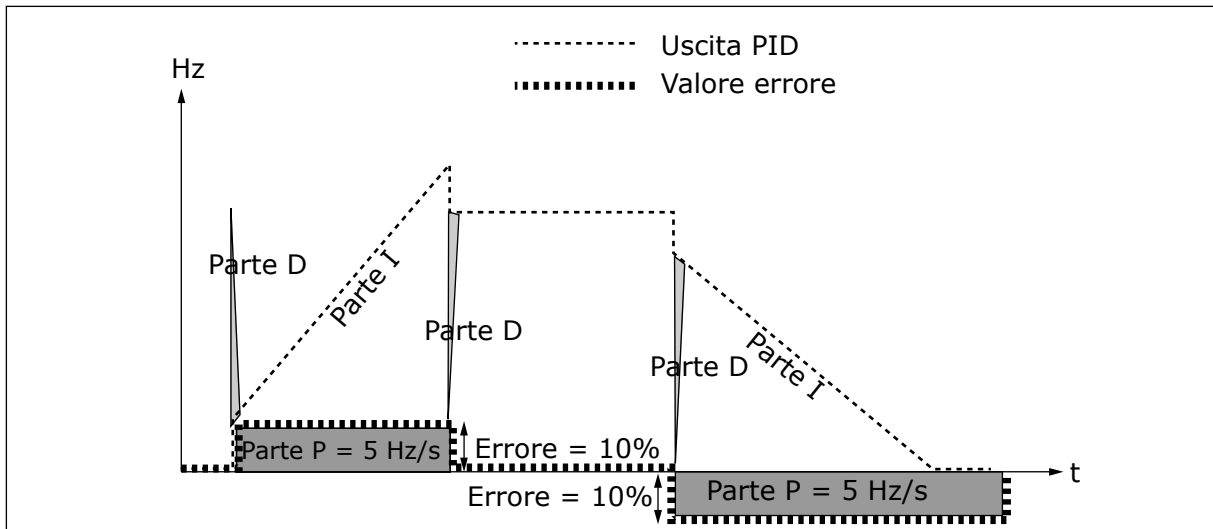 Uscita PID
Hz
Valore errore
Parte D
Parte I
Parte D
Parte D
Parte I
Parte P = 5 Hz/s
Errore = 10%
t
Errore = 10%
Parte P = 5 Hz/s